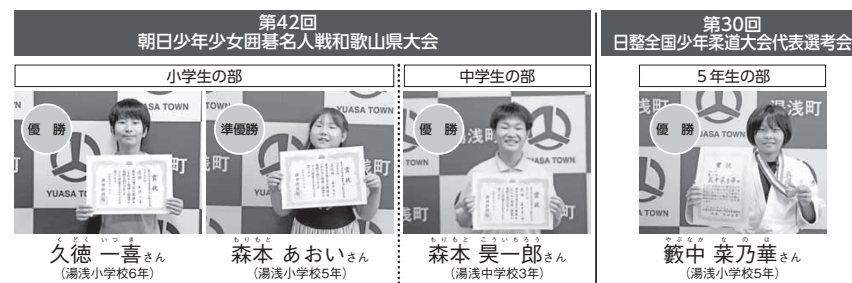 第42回
朝日少年少女囲碁名人戦和歌山県大会
小学生の部
優 勝
YUASA TOWN
賞状
くどく いつき
久徳 一喜さん
(湯浅小学校6年)
準優勝
YUASA TOWN
賞状
もりもと
森本 あおいさん
(湯浅小学校5年)
中学生の部
優 勝
湯浅町
賞状
もりもと こういちろう
森本 昊一郎さん
(湯浅中学校3年)
第30回
日整全国少年柔道大会代表選考会
5年生の部
優 勝
湯浅町
YUASA TOWN
賞状
やぶなか なのは
籔中 菜乃華さん
(湯浅小学校5年)